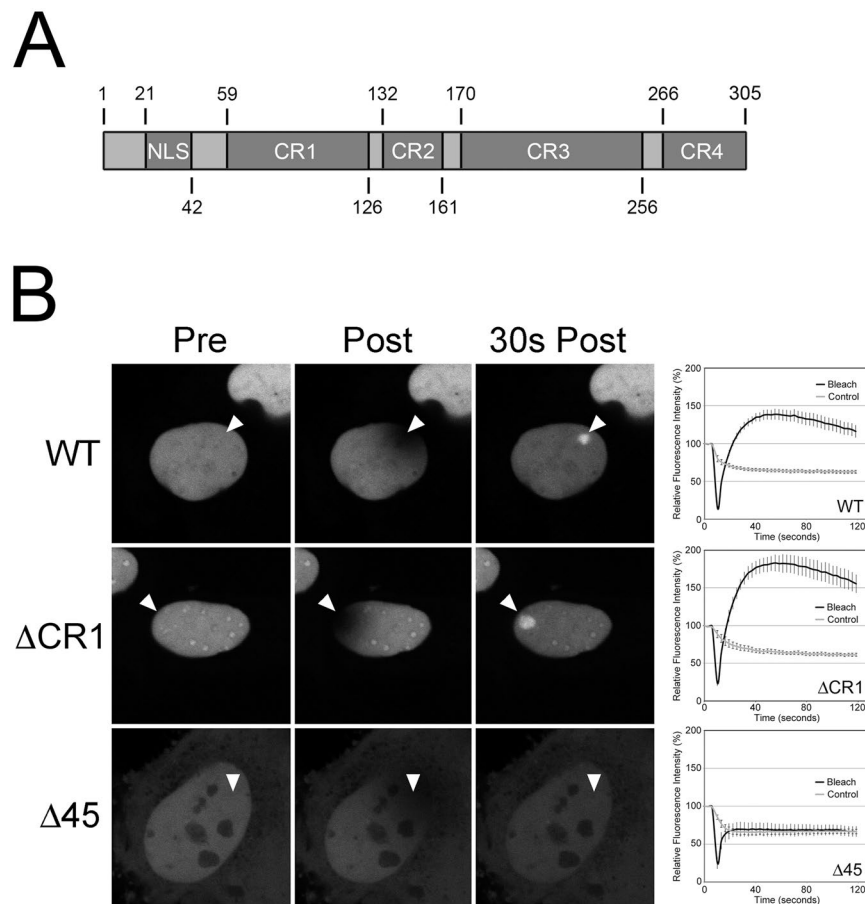 A
1 21 59 132 170 266 305
NLS CR1 CR2 CR3 CR4
42 126 161 256
B
Pre Post 30s Post
WT
Relative Fluorescence Intensity (%)
200
150
100
50
0
Bleach
Control
WT
0 40 80 120
Time (seconds)
ΔCR1
Relative Fluorescence Intensity (%)
200
150
100
50
0
Bleach
Control
ΔCR1
0 40 80 120
Time (seconds)
Δ45
Relative Fluorescence Intensity (%)
200
150
100
50
0
Bleach
Control
Δ45
0 40 80 120
Time (seconds)